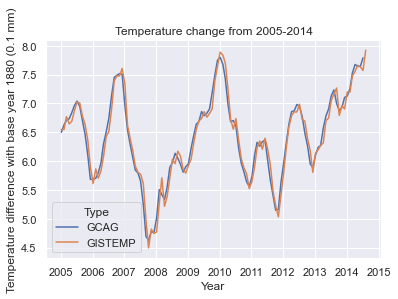 Temperature change from 2005-2014
Temperature difference with base year 1880 (0.1 mm)
8.0
7.5
7.0
6.5
6.0
5.5
5.0
4.5
Type
GCAG
GISTEMP
2005 2006 2007 2008 2009 2010 2011 2012 2013 2014 2015
Year